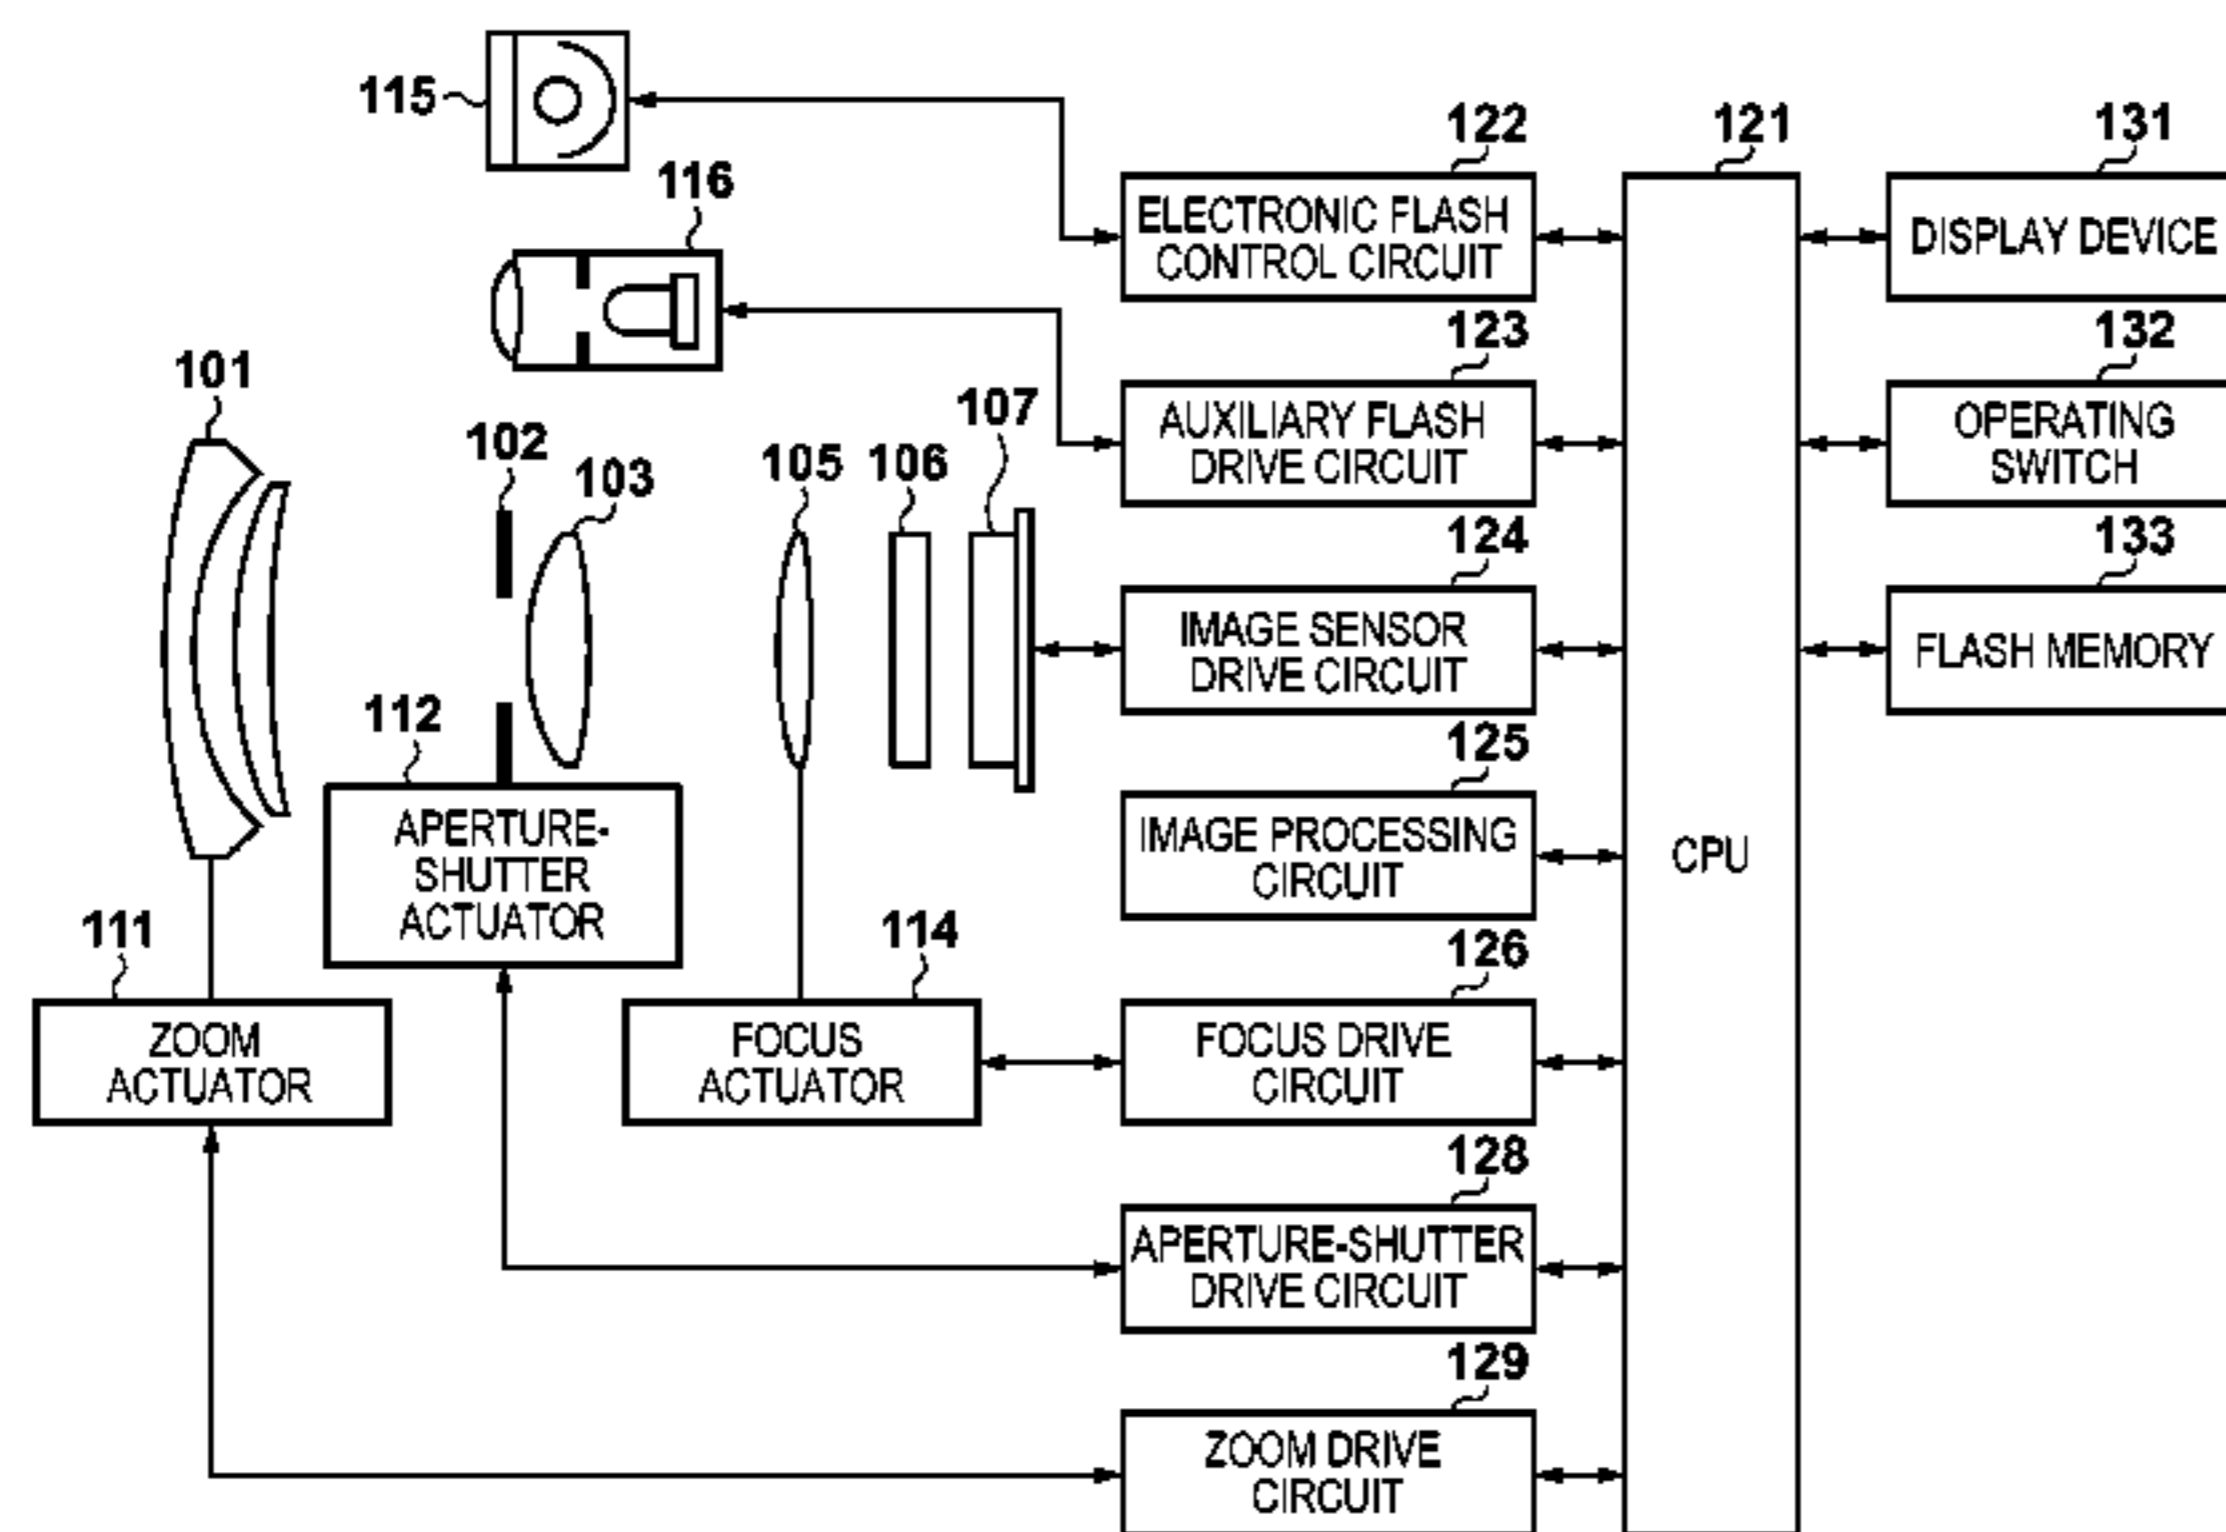 115
122
121
131
116
ELECTRONIC FLASH
CONTROL CIRCUIT
DISPLAY DEVICE
123
132
101
102
103
105
106
107
AUXILIARY FLASH
DRIVE CIRCUIT
OPERATING
SWITCH
124
133
IMAGE SENSOR
DRIVE CIRCUIT
FLASH MEMORY
112
125
APERTURE-
SHUTTER
ACTUATOR
IMAGE PROCESSING
CIRCUIT
CPU
111
114
126
ZOOM
ACTUATOR
FOCUS
ACTUATOR
FOCUS DRIVE
CIRCUIT
128
APERTURE-SHUTTER
DRIVE CIRCUIT
129
ZOOM DRIVE
CIRCUIT